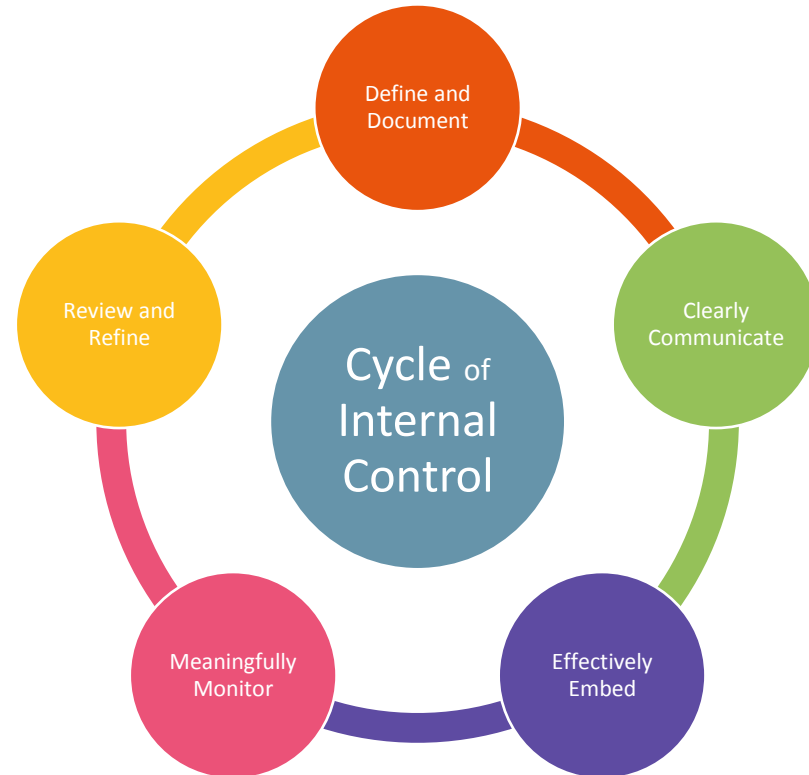 Define and
Document
Clearly
Communicate
Effectively
Embed
Meaningfully
Monitor
Review and
Refine
Cycle of
Internal
Control